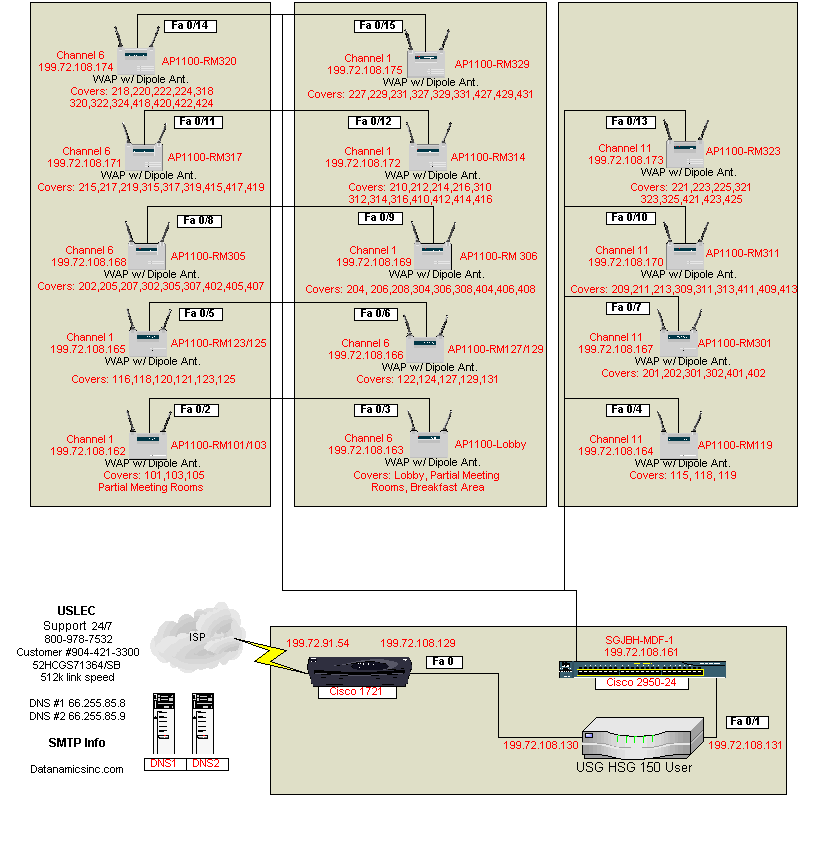 Fa 0/14
Channel 6
199.72.108.174
AP1100-RM320
WAP w/ Dipole Ant.
Covers: 218,220,222,224,318
320,322,324,418,420,422,424
Fa 0/15
Channel 1
199.72.108.175
AP1100-RM329
WAP w/ Dipole Ant.
Covers: 227,229,231,327,329,331,427,429,431
Fa 0/11
Channel 6
199.72.108.171
AP1100-RM317
WAP w/ Dipole Ant.
Covers: 215,217,219,315,317,319,415,417,419
Fa 0/12
Channel 1
199.72.108.172
AP1100-RM314
WAP w/ Dipole Ant.
Covers: 210,212,214,216,310
312,314,316,410,412,414,416
Fa 0/13
Channel 11
199.72.108.173
AP1100-RM323
WAP w/ Dipole Ant.
Covers: 221,223,225,321
323,325,421,423,425
Fa 0/8
Channel 6
199.72.108.168
AP1100-RM305
WAP w/ Dipole Ant.
Covers: 202,205,207,302,305,307,402,405,407
Fa 0/9
Channel 1
199.72.108.169
AP1100-RM 306
WAP w/ Dipole Ant.
Covers: 204, 206,208,304,306,308,404,406,408
Fa 0/10
Channel 11
199.72.108.170
AP1100-RM311
WAP w/ Dipole Ant.
Covers: 209,211,213,309,311,313,411,409,413
Fa 0/5
Channel 1
199.72.108.165
AP1100-RM123/125
WAP w/ Dipole Ant.
Covers: 116,118,120,121,123,125
Fa 0/6
Channel 6
199.72.108.166
AP1100-RM127/129
WAP w/ Dipole Ant.
Covers: 122,124,127,129,131
Fa 0/7
Channel 11
199.72.108.167
AP1100-RM301
WAP w/ Dipole Ant.
Covers: 201,202,301,302,401,402
Fa 0/2
Channel 1
199.72.108.162
AP1100-RM101/103
WAP w/ Dipole Ant.
Covers: 101,103,105
Partial Meeting Rooms
Fa 0/3
Channel 6
199.72.108.163
AP1100-Lobby
WAP w/ Dipole Ant.
Covers: Lobby, Partial Meeting
Rooms, Breakfast Area
Fa 0/4
Channel 11
199.72.108.164
AP1100-RM119
WAP w/ Dipole Ant.
Covers: 115, 118, 119
USLEC
Support 24/7
800-978-7532
Customer #904-421-3300
52HCGS71364/SB
512k link speed
DNS #1 66.255.85.8
DNS #2 66.255.85.9
SMTP Info
Datanamicsinc.com
ISP
DNS1
DNS2
199.72.91.54
199.72.108.129
Fa 0
Cisco 1721
SGJBH-MDF-1
199.72.108.161
Cisco 2950-24
Fa 0/1
199.72.108.130
199.72.108.131
USG HSG 150 User